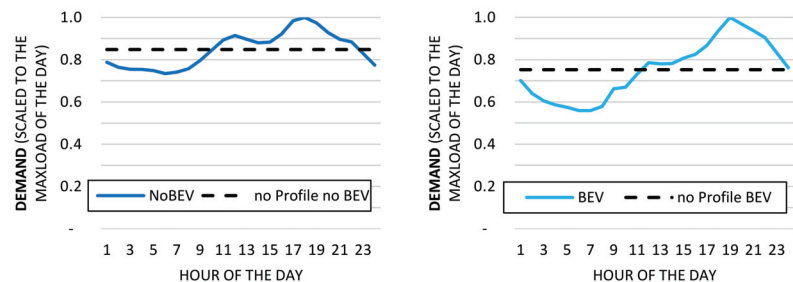 DEMAND (SCALED TO THE
MAXLOAD OF THE DAY)
1.0
0.8
0.6
0.4
0.2
-
NoBEV no Profile no BEV
1 3 5 7 9 11 13 15 17 19 21 23
HOUR OF THE DAY
DEMAND (SCALED TO THE
MAXLOAD OF THE DAY)
1.0
0.8
0.6
0.4
0.2
-
BEV no Profile BEV
1 3 5 7 9 11 13 15 17 19 21 23
HOUR OF THE DAY